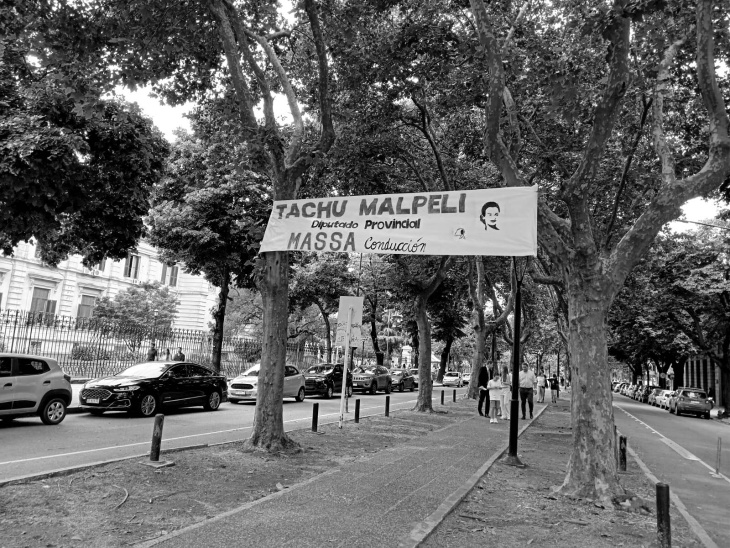 TACHU MALPELI
Diputado Provincial
MASSA Conducción